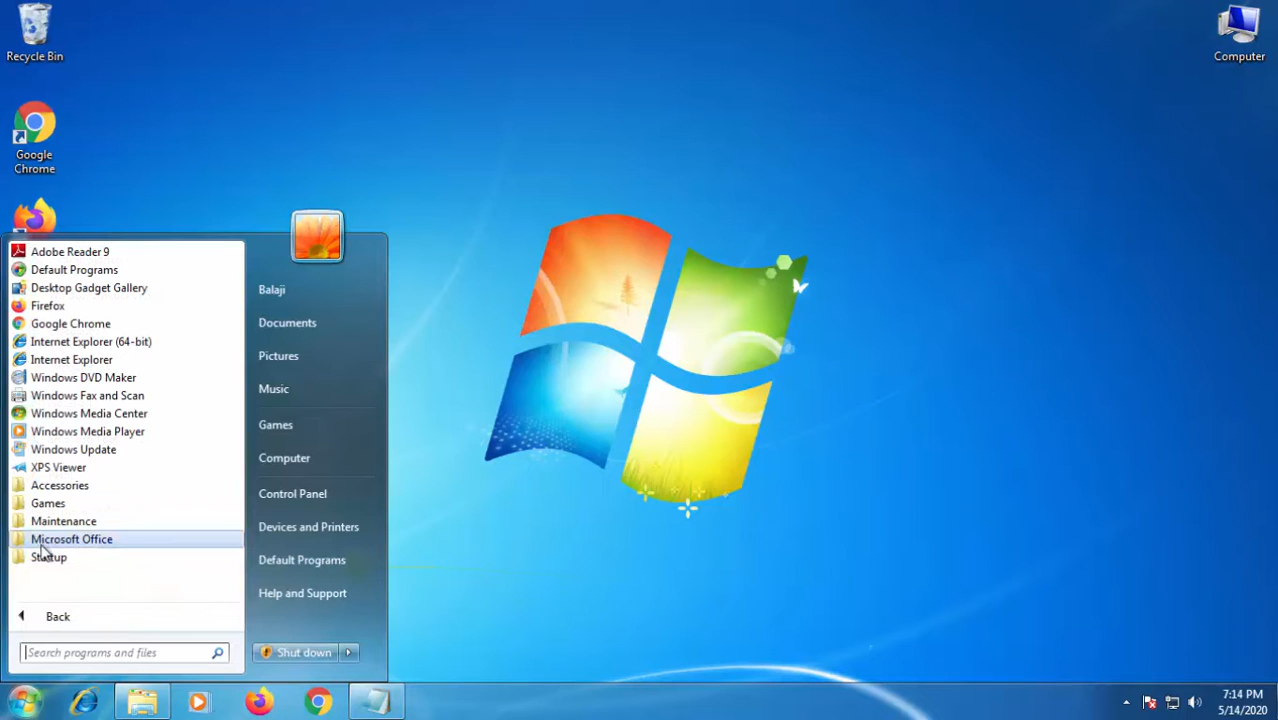 Recycle Bin
Computer
Google
Chrome
Adobe Reader 9
Default Programs
Desktop Gadget Gallery
Firefox
Google Chrome
Internet Explorer (64-bit)
Internet Explorer
Windows DVD Maker
Windows Fax and Scan
Windows Media Center
Windows Media Player
Windows Update
XPS Viewer
Accessories
Games
Maintenance
Microsoft Office
Startup
Back
Search programs and files
Balaji
Documents
Pictures
Music
Games
Computer
Control Panel
Devices and Printers
Default Programs
Help and Support
Shut down
7:14 PM
5/14/2020